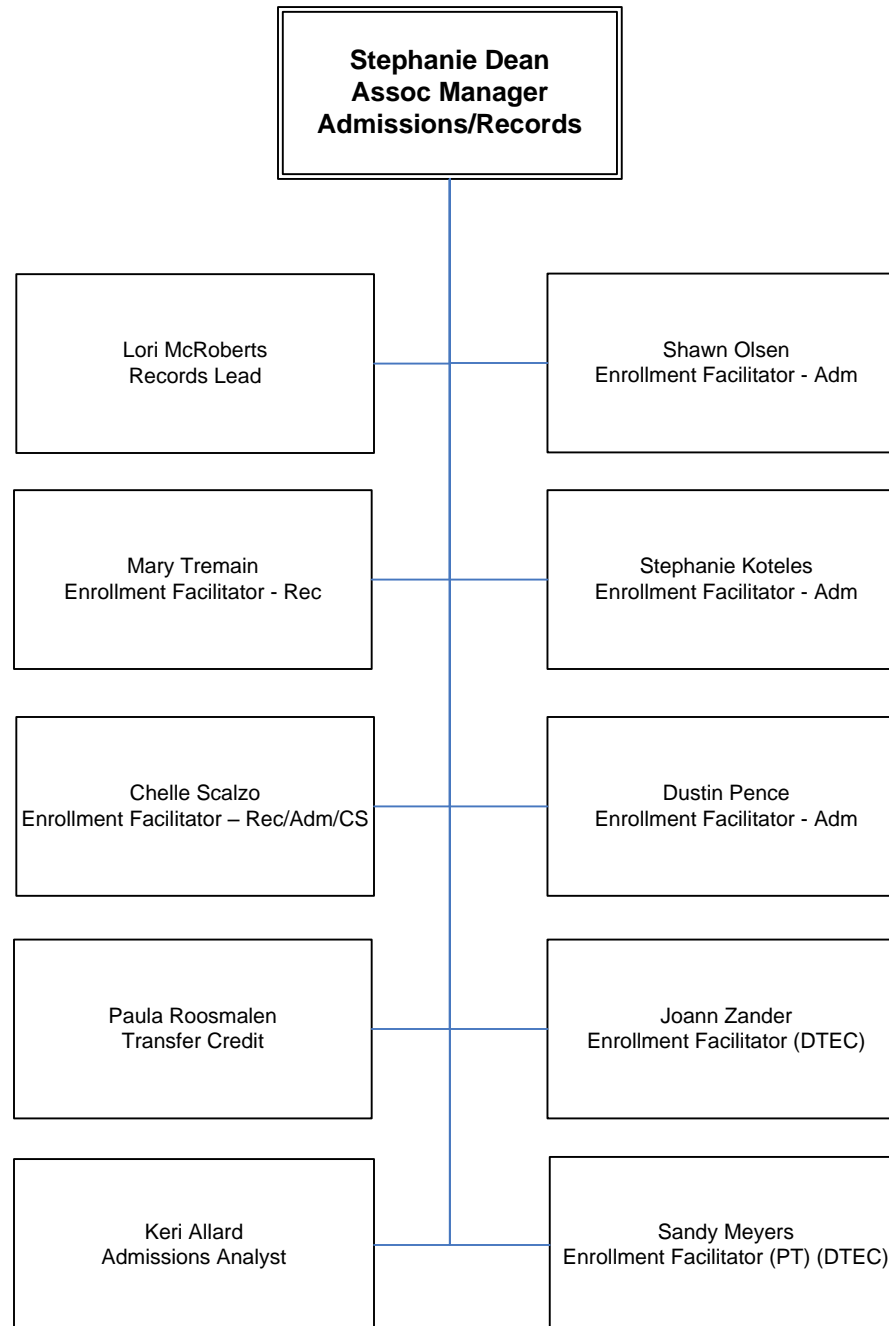 Stephanie Dean
Assoc Manager
Admissions/Records
Lori McRoberts
Records Lead
Shawn Olsen
Enrollment Facilitator - Adm
Mary Tremain
Enrollment Facilitator - Rec
Stephanie Koteles
Enrollment Facilitator - Adm
Chelle Scalzo
Enrollment Facilitator – Rec/Adm/CS
Dustin Pence
Enrollment Facilitator - Adm
Paula Roosmalen
Transfer Credit
Joann Zander
Enrollment Facilitator (DTEC)
Keri Allard
Admissions Analyst
Sandy Meyers
Enrollment Facilitator (PT) (DTEC)